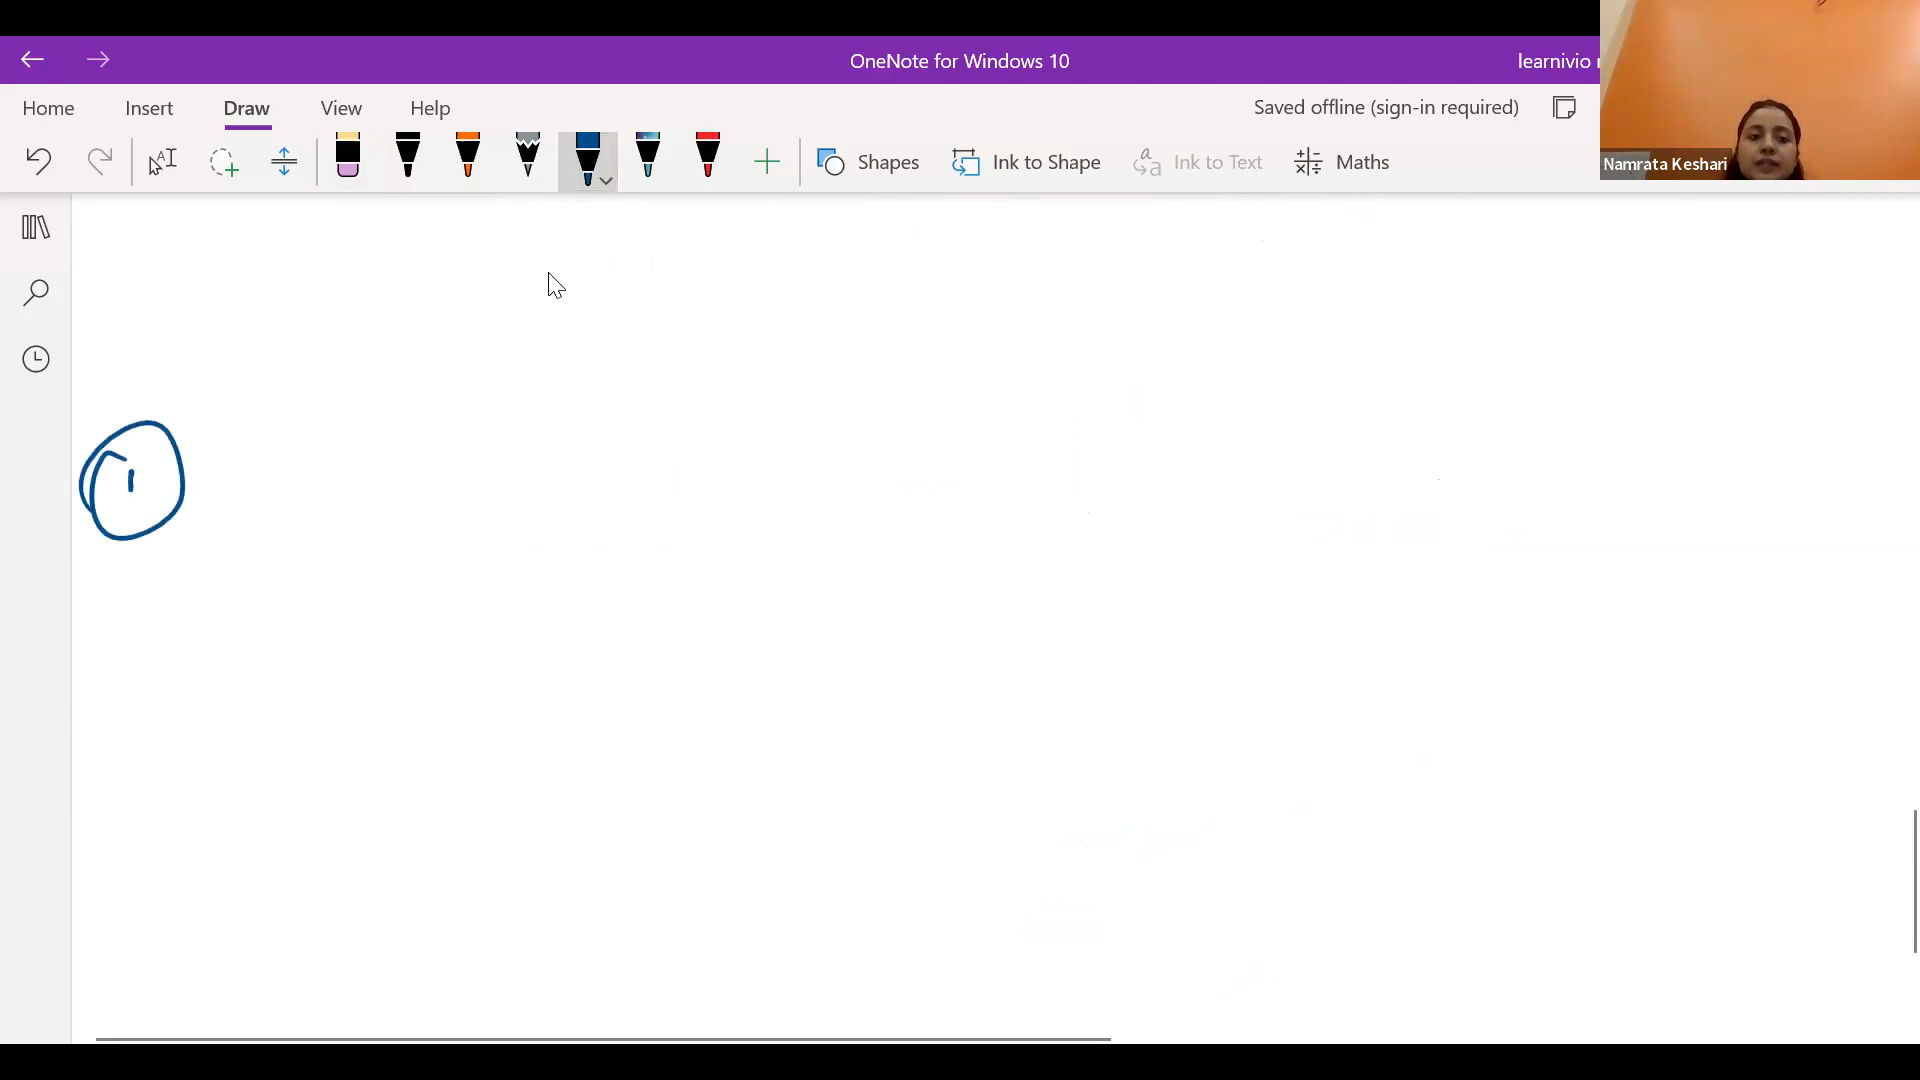 OneNote for Windows 10
learnivio
Home Insert Draw View Help
Saved offline (sign-in required)
Shapes Ink to Shape Ink to Text Maths
Namrata Keshari
1